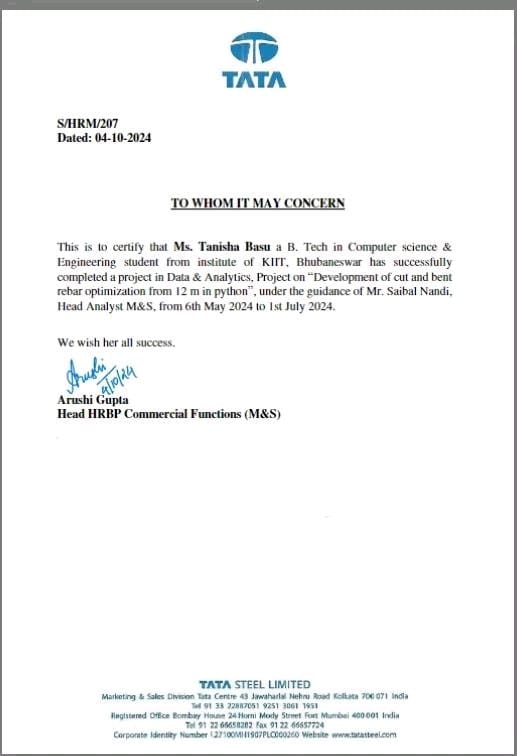 TATA
S/HRM/207
Dated: 04-10-2024
TO WHOM IT MAY CONCERN
This is to certify that Ms. Tanisha Basu a B. Tech in Computer science &
Engineering student from institute of KIIT, Bhubaneswar has successfully
completed a project in Data & Analytics, Project on “Development of cut and bent
rebar optimization from 12 m in python”, under the guidance of Mr. Saibal Nandi,
Head Analyst M&S, from 6th May 2024 to 1st July 2024.
We wish her all success.
Arushi
4/10/24
Arushi Gupta
Head HRBP Commercial Functions (M&S)
TATA STEEL LIMITED
Marketing & Sales Division Tata Centre 43 Jawaharlal Nehru Road Kolkata 700 071 India
Tel 91 33 22887051 9251 3061 1951
Registered Office Bombay House 24 Homi Mody Street Fort Mumbai 400 001 India
Tel 91 22 66658282 Fax 91 22 66657724
Corporate Identity Number L27100MH1907PLC000260 Website www.tatasteel.com